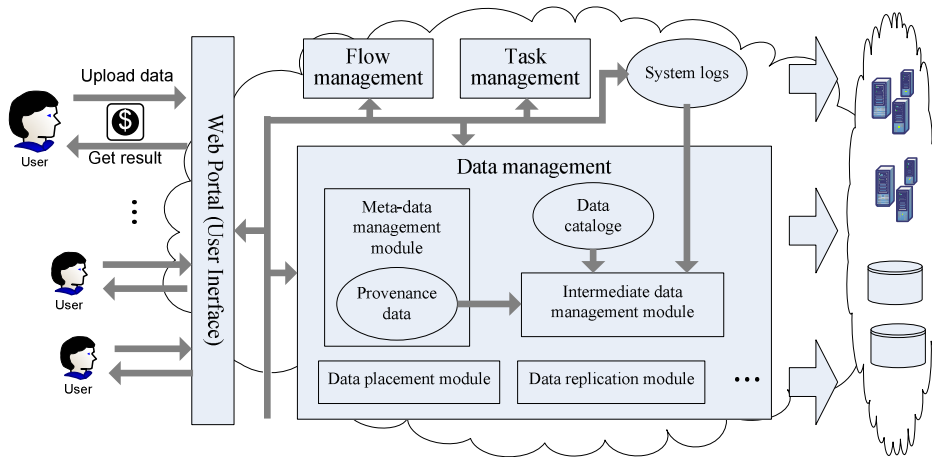 Upload data
$
Get result
User
...
User
User
Web Portal (User Inerface)
Flow
management
Task
management
System logs
Data management
Meta-data
management
module
Provenance
data
Data
cataloge
Intermediate data
management module
Data placement module
Data replication module
...